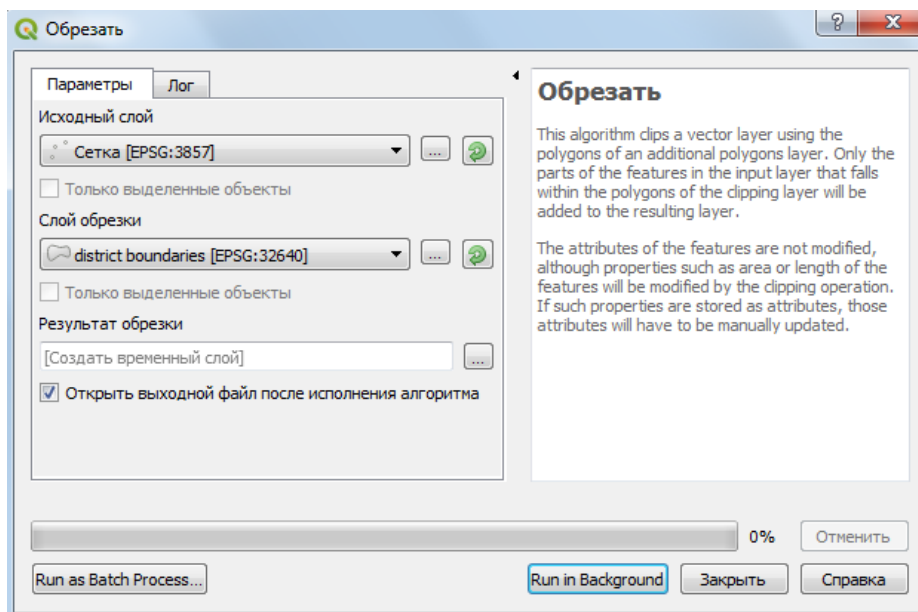 Обрезать
Параметры
Лог
Исходный слой
Сетка [EPSG:3857]
...
Только выделенные объекты
Слой обрезки
district boundaries [EPSG:32640]
...
Только выделенные объекты
Результат обрезки
[Создать временный слой]
...
Открыть выходной файл после исполнения алгоритма
Обрезать
This algorithm clips a vector layer using the
polygons of an additional polygons layer. Only the
parts of the features in the input layer that falls
within the polygons of the clipping layer will be
added to the resulting layer.
The attributes of the features are not modified,
although properties such as area or length of the
features will be modified by the clipping operation.
If such properties are stored as attributes, those
attributes will have to be manually updated.
0%
Отменить
Run as Batch Process...
Run in Background
Закрыть
Справка